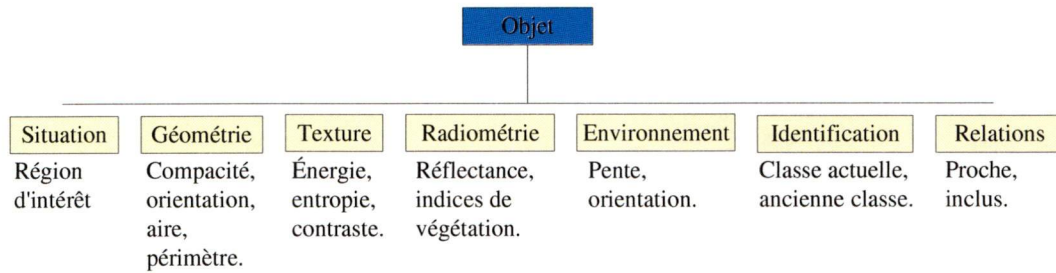 Objet
Situation
Région
d'intérêt
Géométrie
Compacité,
orientation,
aire,
périmètre.
Texture
Énergie,
entropie,
contraste.
Radiométrie
Réflectance,
indices de
végétation.
Environnement
Pente,
orientation.
Identification
Classe actuelle,
ancienne classe.
Relations
Proche,
inclus.